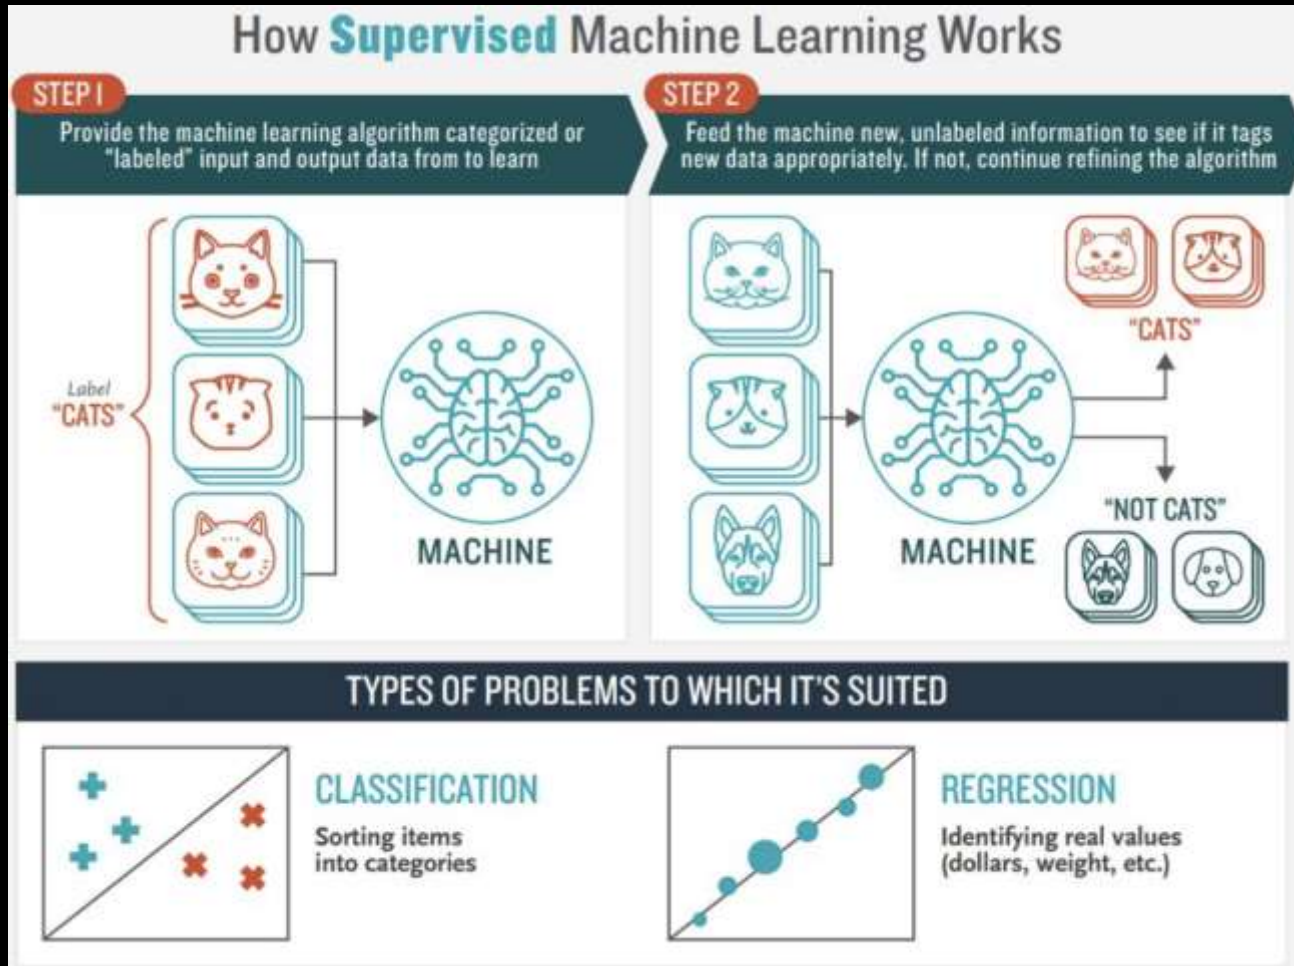 How Supervised Machine Learning Works
STEP 1
Provide the machine learning algorithm categorized or
"labeled" input and output data from to learn
STEP 2
Feed the machine new, unlabeled information to see if it tags
new data appropriately. If not, continue refining the algorithm
Label
"CATS"
MACHINE
MACHINE
"CATS"
"NOT CATS"
TYPES OF PROBLEMS TO WHICH IT'S SUITED
CLASSIFICATION
Sorting items
into categories
REGRESSION
Identifying real values
(dollars, weight, etc.)